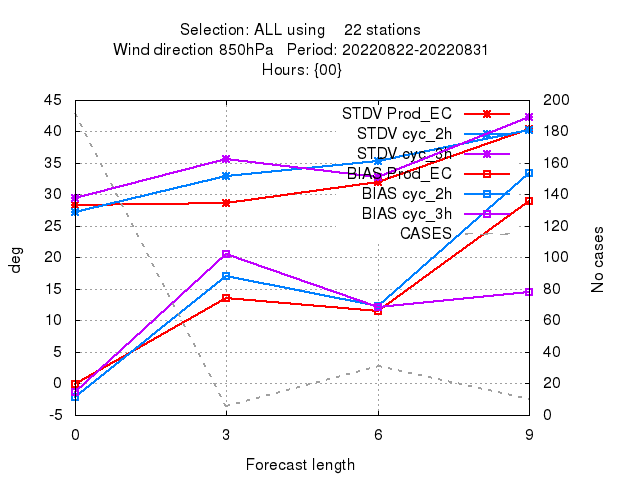 Selection: ALL using    22 stations
Wind direction 850hPa   Period: 20220822-20220831
Hours: {00}
45 200
STDV Prod_EC
40 180
STDV cyc_2h
STDV cyc_3h
35 160
BIAS Prod_EC
30 140
BIAS cyc_2h
BIAS cyc_3h
25 120
CASES
20 100
deg
No cases
15 80
10 60
5 40
0 20
-5 0
0 3 6 9
Forecast length